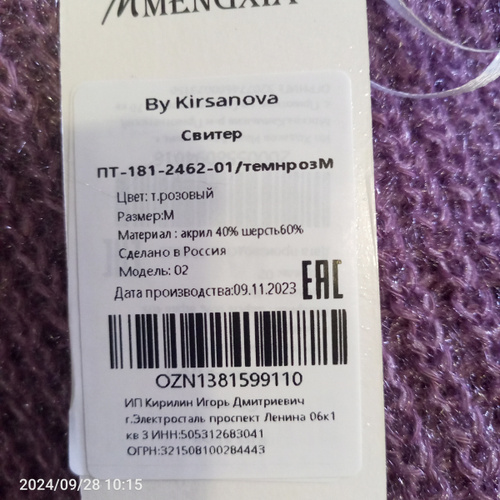 MENGXIA
By Kirsanova
Свитер
ПТ-181-2462-01/темнрозМ
Цвет: т.розовый
Размер:М
Материал : акрил 40% шерсть60%
Сделано в Россия
Модель: 02
Дата производства:09.11.2023
EAC
OZN1381599110
ИП Кирилин Игорь Дмитриевич
г.Электросталь проспект Ленина 06к1
кв 3 ИНН:505312683041
ОГРН:321508100284443
2024/09/28 10:15